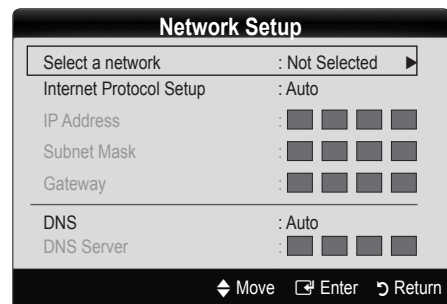 Network Setup
Select a network : Not Selected ►
Internet Protocol Setup : Auto
IP Address :
Subnet Mask :
Gateway :
DNS : Auto
DNS Server :
Move Enter Return